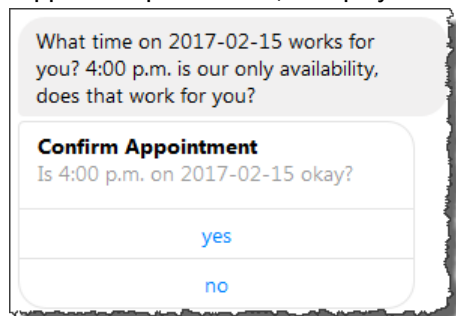 What time on 2017-02-15 works for
you? 4:00 p.m. is our only availability,
does that work for you?
Confirm Appointment
Is 4:00 p.m. on 2017-02-15 okay?
yes
no